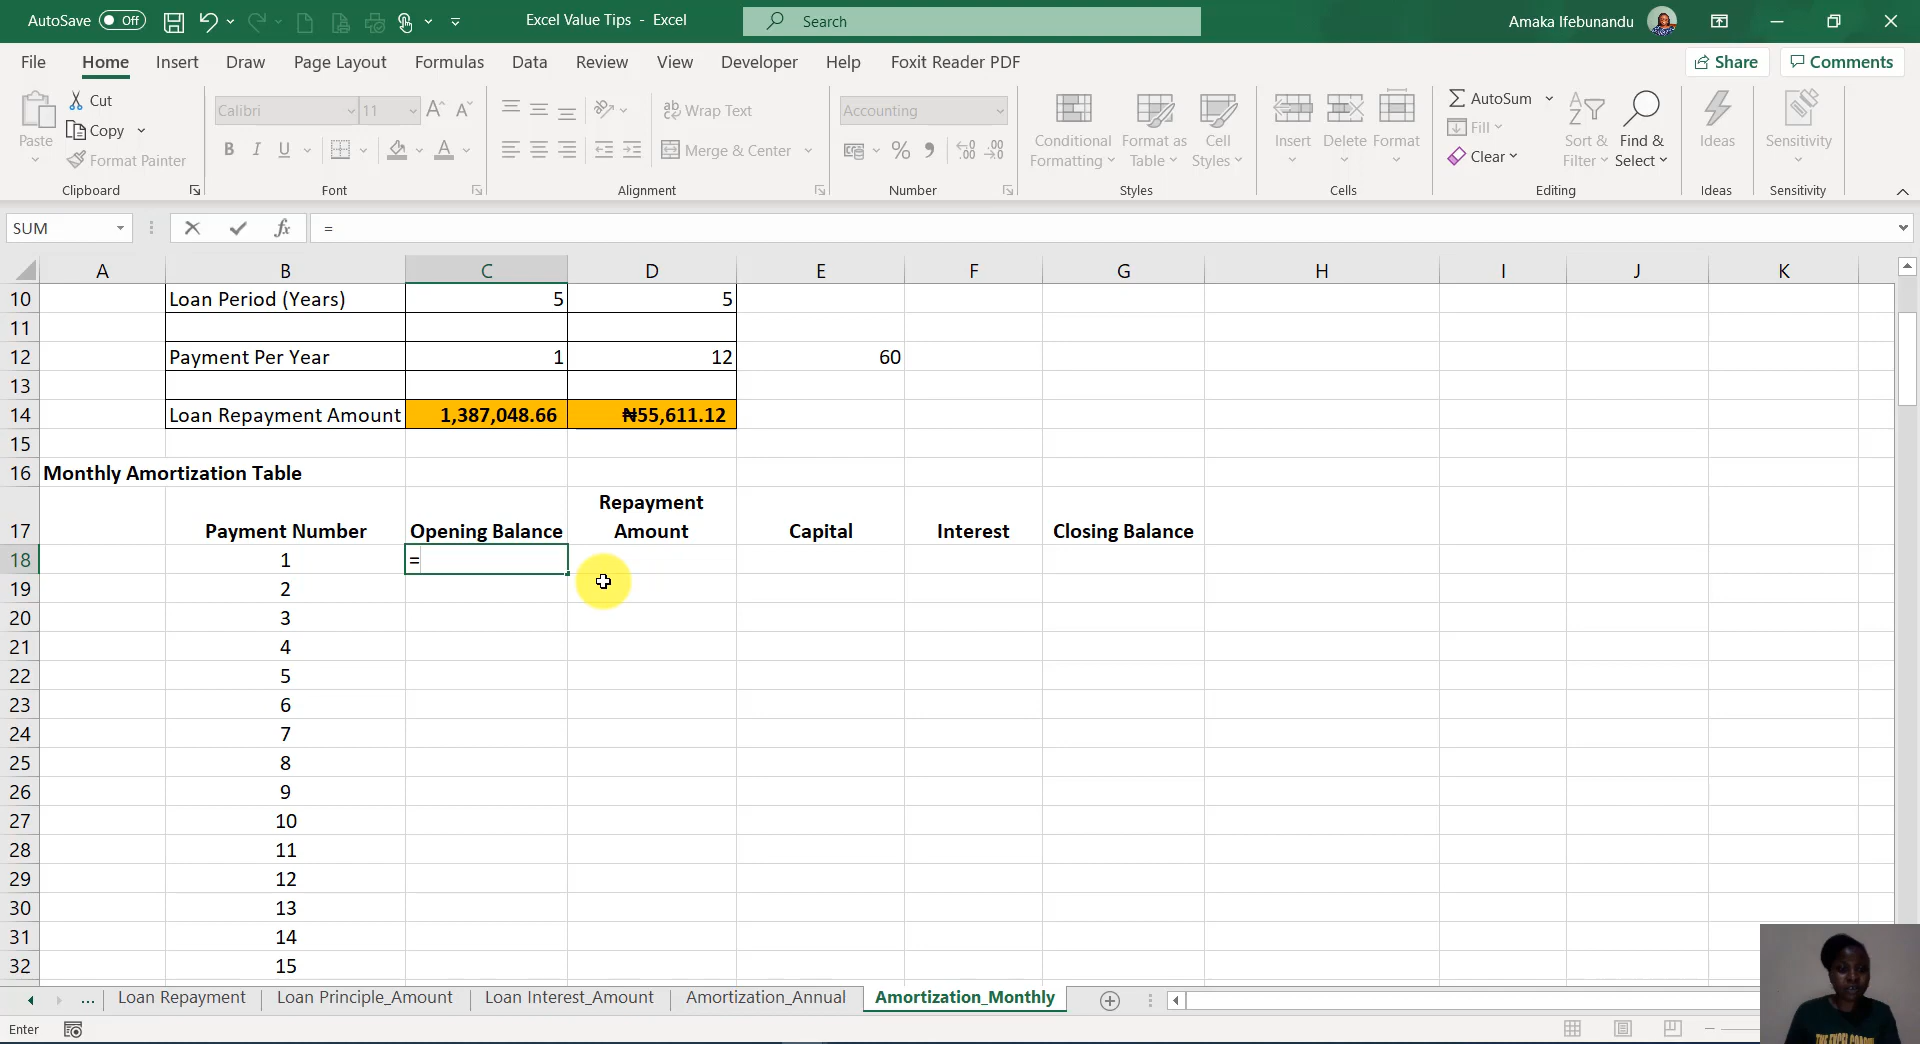 AutoSave Off Excel Value Tips - Excel Search Amaka Ifebunandu
File Home Insert Draw Page Layout Formulas Data Review View Developer Help Foxit Reader PDF Share Comments
Paste
Cut
Copy
Format Painter
Calibri 11
B I U
Wrap Text
Merge & Center
Accounting
Conditional Formatting
Format as Table
Cell Styles
Insert Delete Format
AutoSum
Fill
Clear
Sort & Filter
Find & Select
Ideas
Sensitivity
Clipboard Font Alignment Number Styles Cells Editing Ideas Sensitivity
SUM fx =
A B C D E F G H I J K
10 Loan Period (Years) 5 5
11
12 Payment Per Year 1 12 60
13
14 Loan Repayment Amount 1,387,048.66 ₦55,611.12
15
16 Monthly Amortization Table
17 Payment Number Opening Balance Repayment Amount Capital Interest Closing Balance
18 1 =
19 2
20 3
21 4
22 5
23 6
24 7
25 8
26 9
27 10
28 11
29 12
30 13
31 14
32 15
... Loan Repayment Loan Principle_Amount Loan Interest_Amount Amortization_Annual Amortization_Monthly
Enter